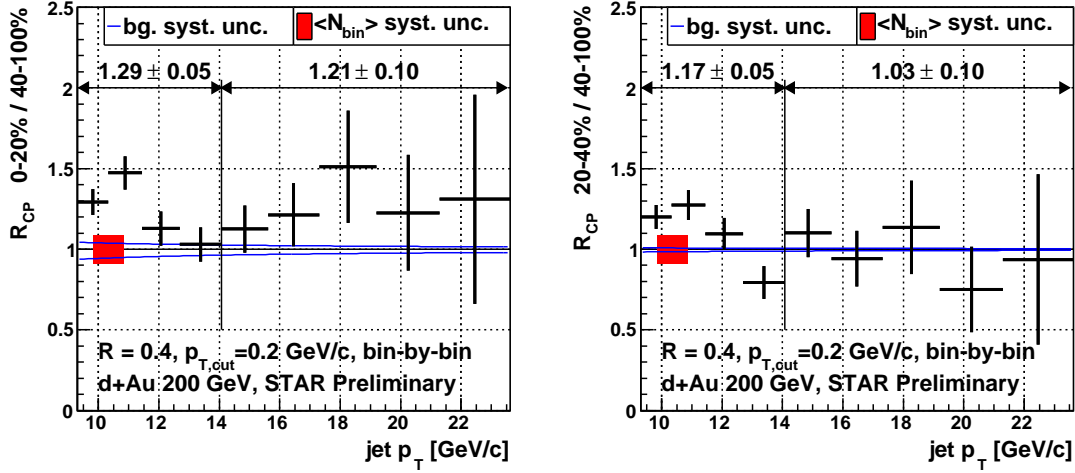 R_CP 0-20% / 40-100%
2.5
2
1.5
1
0.5
0
bg. syst. unc. <N_bin> syst. unc.
1.29 ± 0.05 1.21 ± 0.10
R = 0.4, p_T,cut=0.2 GeV/c, bin-by-bin
d+Au 200 GeV, STAR Preliminary
10 12 14 16 18 20 22
jet p_T [GeV/c]
R_CP 20-40% / 40-100%
2.5
2
1.5
1
0.5
0
bg. syst. unc. <N_bin> syst. unc.
1.17 ± 0.05 1.03 ± 0.10
R = 0.4, p_T,cut=0.2 GeV/c, bin-by-bin
d+Au 200 GeV, STAR Preliminary
10 12 14 16 18 20 22
jet p_T [GeV/c]